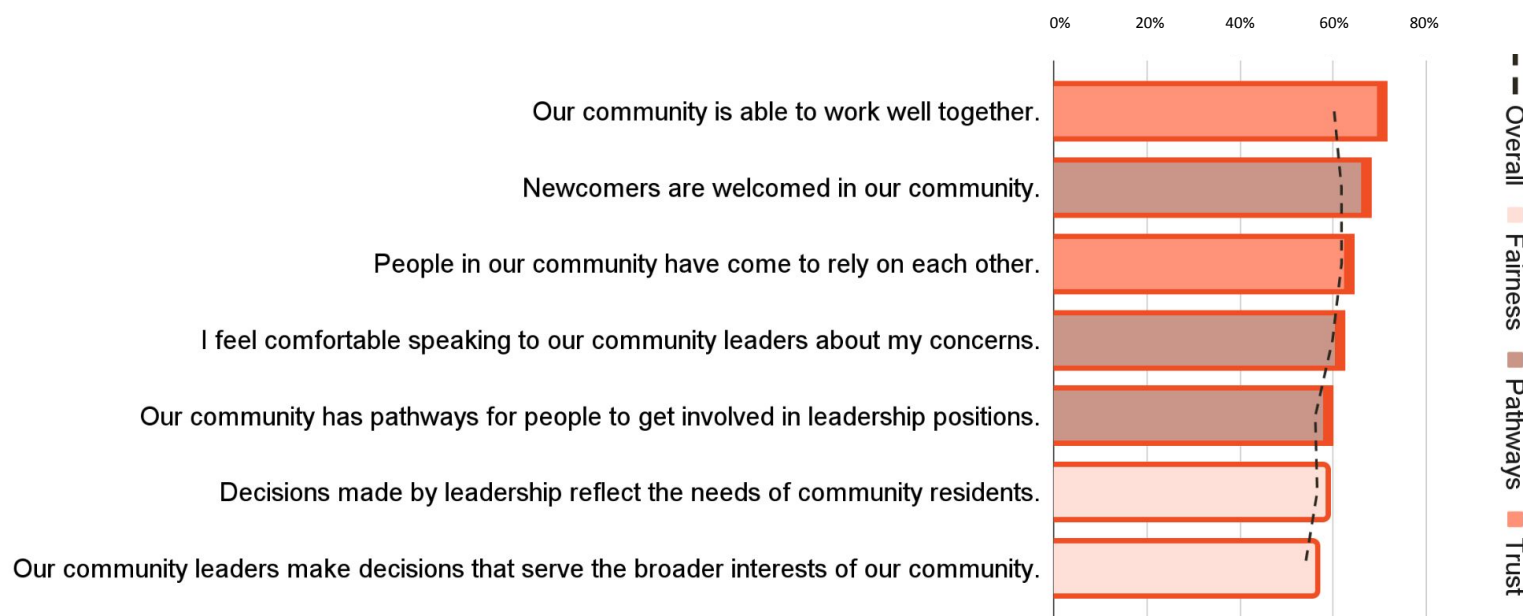 0% 20% 40% 60% 80%
Our community is able to work well together.
Newcomers are welcomed in our community.
People in our community have come to rely on each other.
I feel comfortable speaking to our community leaders about my concerns.
Our community has pathways for people to get involved in leadership positions.
Decisions made by leadership reflect the needs of community residents.
Our community leaders make decisions that serve the broader interests of our community.
Overall Fairness Pathways Trust